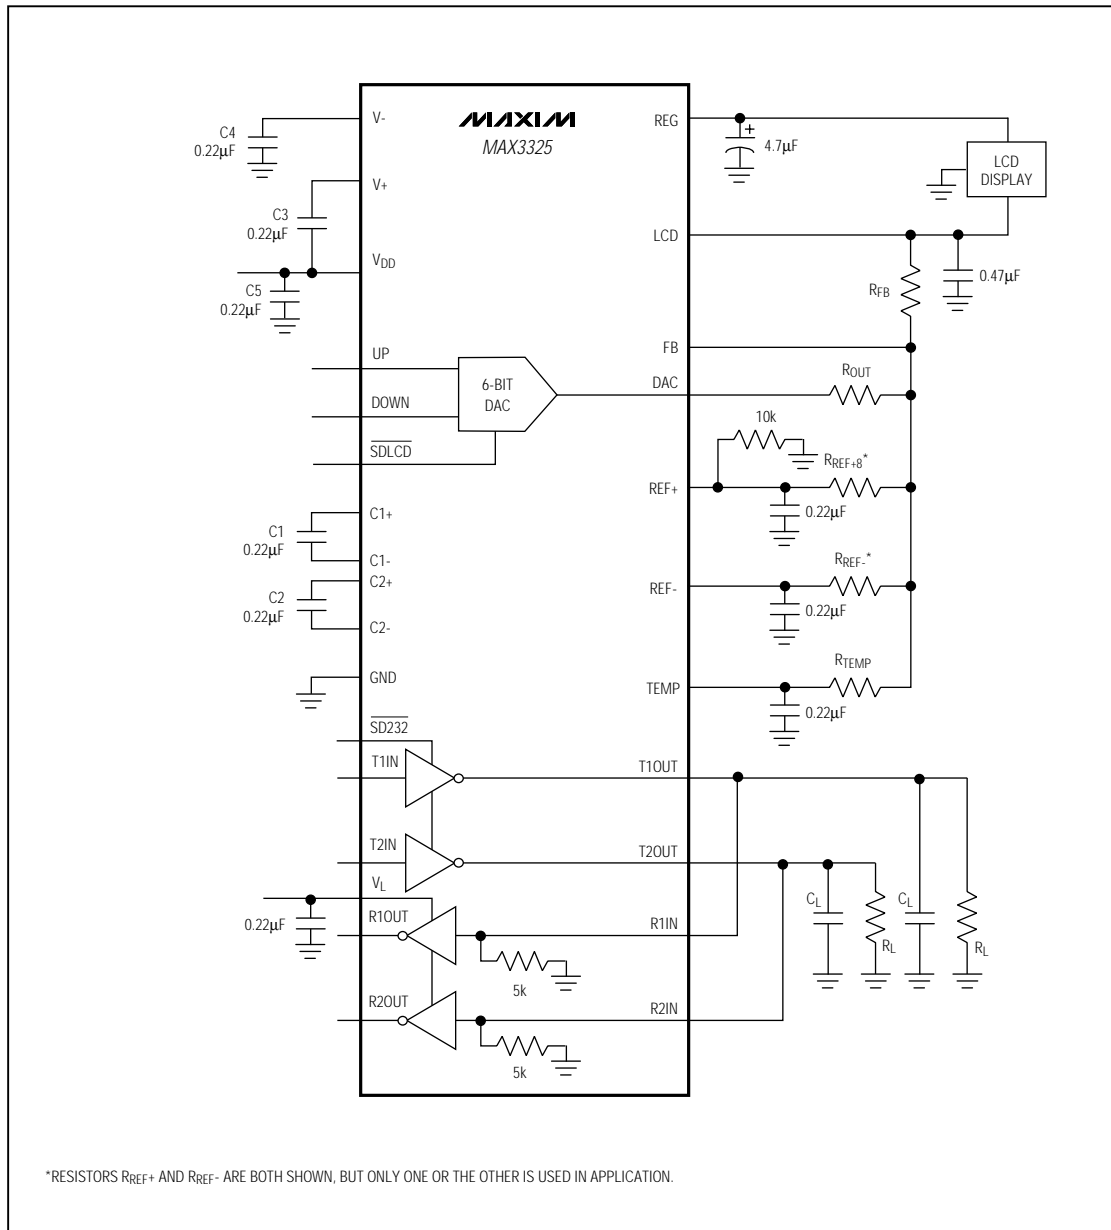 MAXIM
MAX3325
V-
C4
0.22µF
V+
C3
0.22µF
VDD
C5
0.22µF
UP
DOWN
SDLCD
6-BIT
DAC
C1+
C1
0.22µF
C1-
C2+
C2
0.22µF
C2-
GND
SD232
T1IN
T2IN
VL
0.22µF
R1OUT
R2OUT
5k
5k
REG
4.7µF
+
LCD
DISPLAY
LCD
RFB
0.47µF
FB
DAC
ROUT
10k
REF+
RREF+8*
0.22µF
REF-
RREF-*
0.22µF
TEMP
RTEMP
0.22µF
T1OUT
T2OUT
R1IN
R2IN
CL
RL
CL
RL
*RESISTORS RREF+ AND RREF- ARE BOTH SHOWN, BUT ONLY ONE OR THE OTHER IS USED IN APPLICATION.